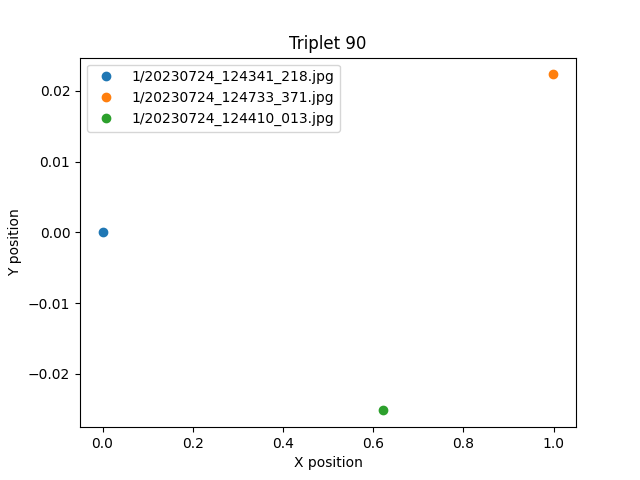 Triplet 90
1/20230724_124341_218.jpg
1/20230724_124733_371.jpg
1/20230724_124410_013.jpg
0.02
0.01
0.00
−0.01
−0.02
Y position
0.0 0.2 0.4 0.6 0.8 1.0
X position